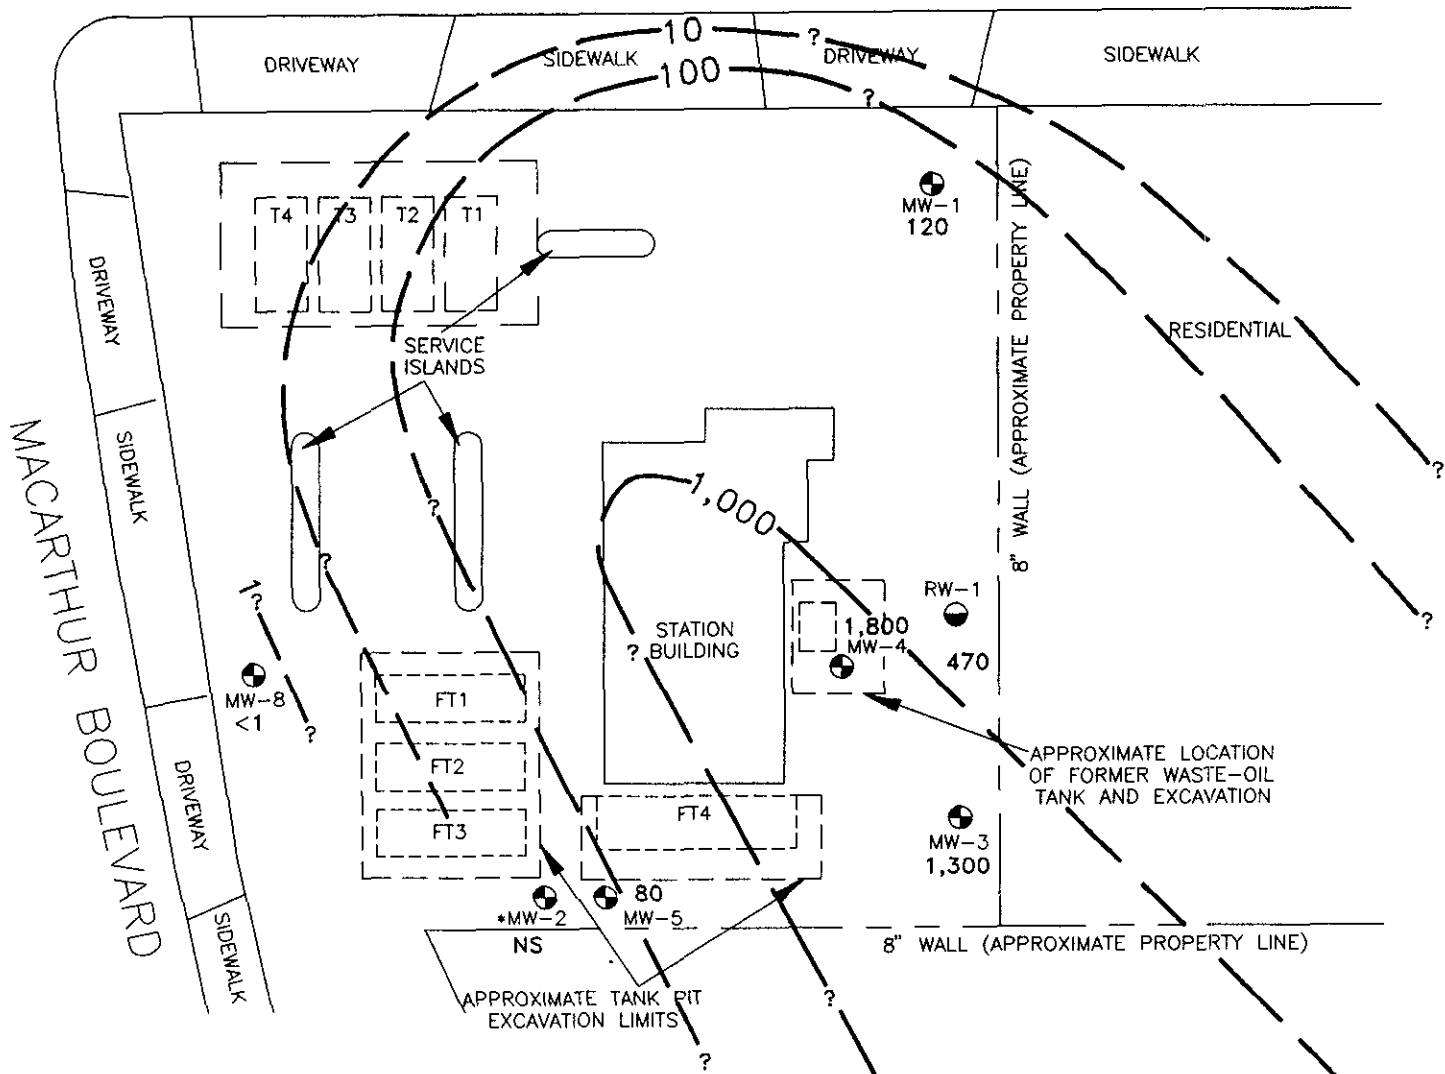 10
?
DRIVEWAY
SIDEWALK
DRIVEWAY
SIDEWALK
100
?
T4
T3
T2
T1
MW-1
120
8" WALL (APPROXIMATE PROPERTY LINE)
DRIVEWAY
SERVICE
ISLANDS
RESIDENTIAL
SIDEWALK
MACARTHUR BOULEVARD
1,000
?
?
?
1?
RW-1
?
STATION
BUILDING
?
1,800
MW-4
470
MW-8
<1
?
FT1
FT2
FT3
DRIVEWAY
APPROXIMATE LOCATION
OF FORMER WASTE-OIL
TANK AND EXCAVATION
FT4
MW-3
1,300
80
*MW-2
MW-5
NS
8" WALL (APPROXIMATE PROPERTY LINE)
SIDEWALK
APPROXIMATE TANK PIT
EXCAVATION LIMITS
?
?